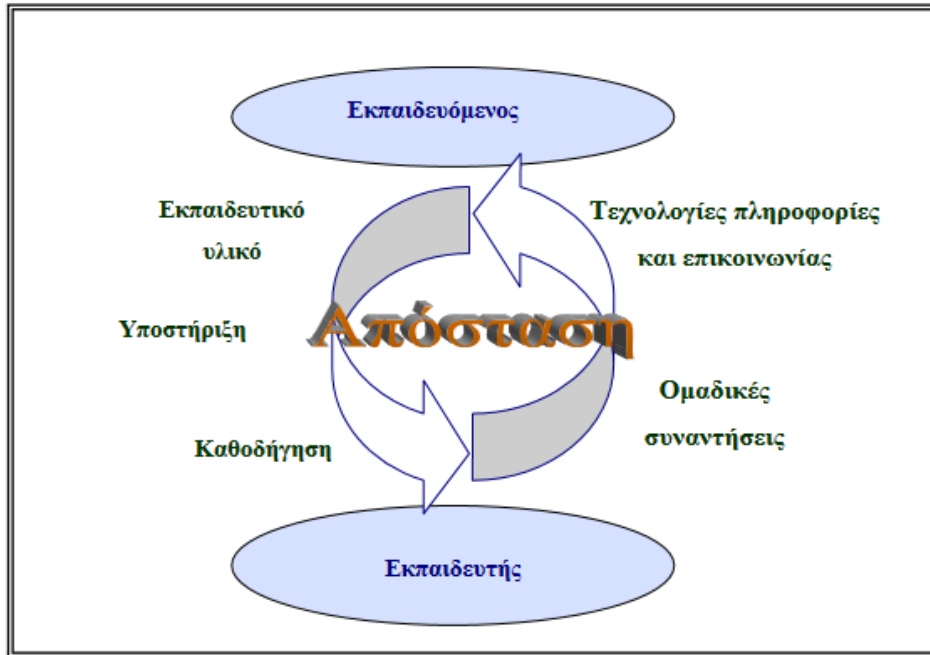 Εκπαιδευόμενος
Εκπαιδευτικό
υλικό
Τεχνολογίες πληροφορίες
και επικοινωνίας
Υποστήριξη
Απόσταση
Ομαδικές
συναντήσεις
Καθοδήγηση
Εκπαιδευτής